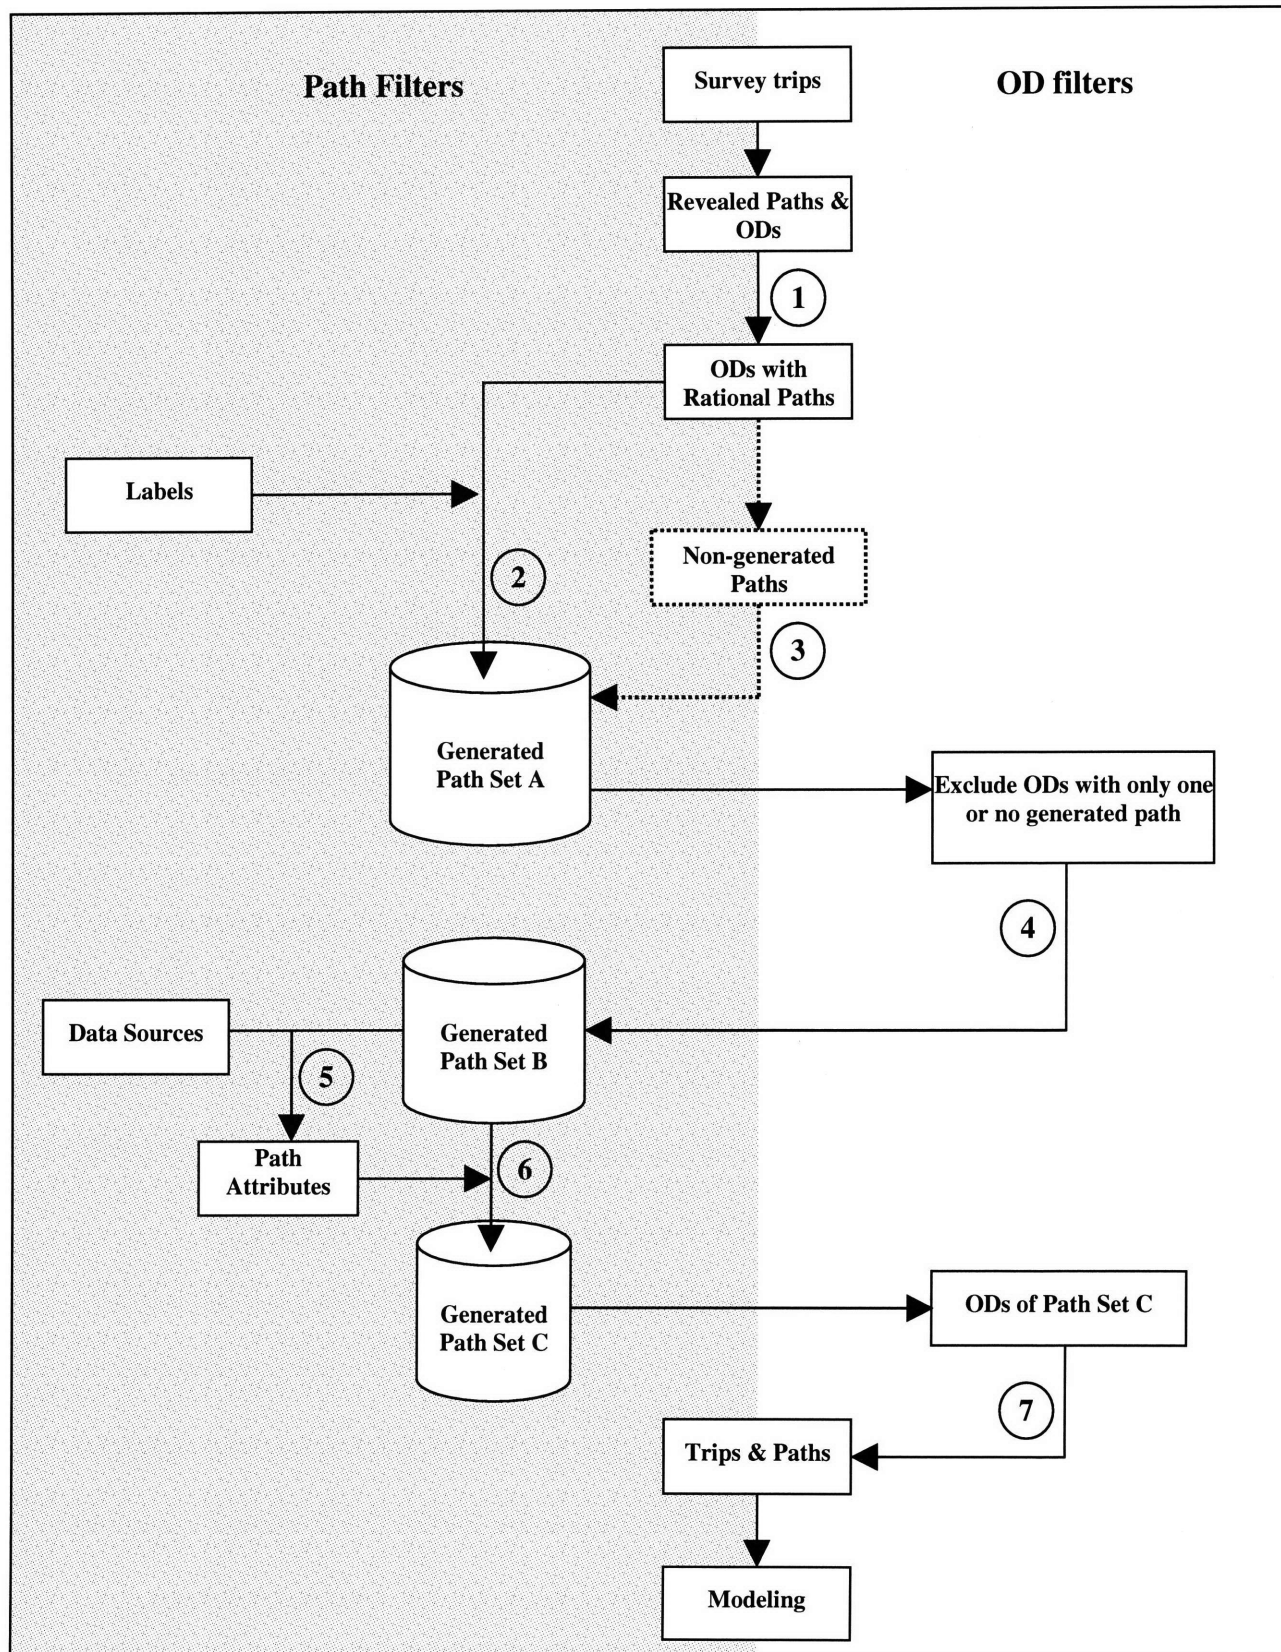 Path Filters
Survey trips
OD filters
Revealed Paths &
ODs
1
ODs with
Rational Paths
Labels
Non-generated
Paths
2
3
Generated
Path Set A
Exclude ODs with only one
or no generated path
4
Data Sources
Generated
Path Set B
5
Path
Attributes
6
Generated
Path Set C
ODs of Path Set C
7
Trips & Paths
Modeling